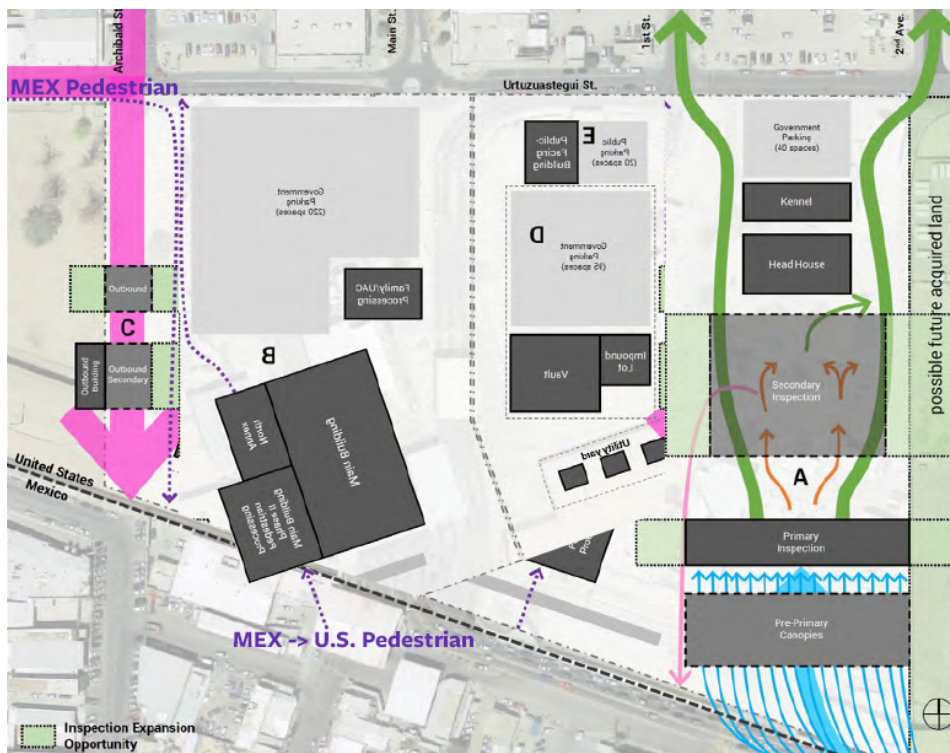 Archibald St
Main St.
1st St.
2nd Ave.
MEX Pedestrian
Urtuzuastegui St.
Public-
Facing
Building
E
Public
Parking
(20 spaces)
Government
Parking
(40 spaces)
Government
Parking
(220 spaces)
Kennel
D
Government
Parking
(95 spaces)
Head House
Outbound
Family/UAC
Processing
possible future acquired land
C
B
Outbound
Building
Outbound
Secondary
Vault
Impound
Lot
Secondary
Inspection
North
Annex
Main Building
Utility yard
A
United States
Mexico
Main Building
Phase II
Pedestrian
Processing
Primary
Inspection
MEX -> U.S. Pedestrian
Pre-Primary
Canopies
Inspection Expansion
Opportunity